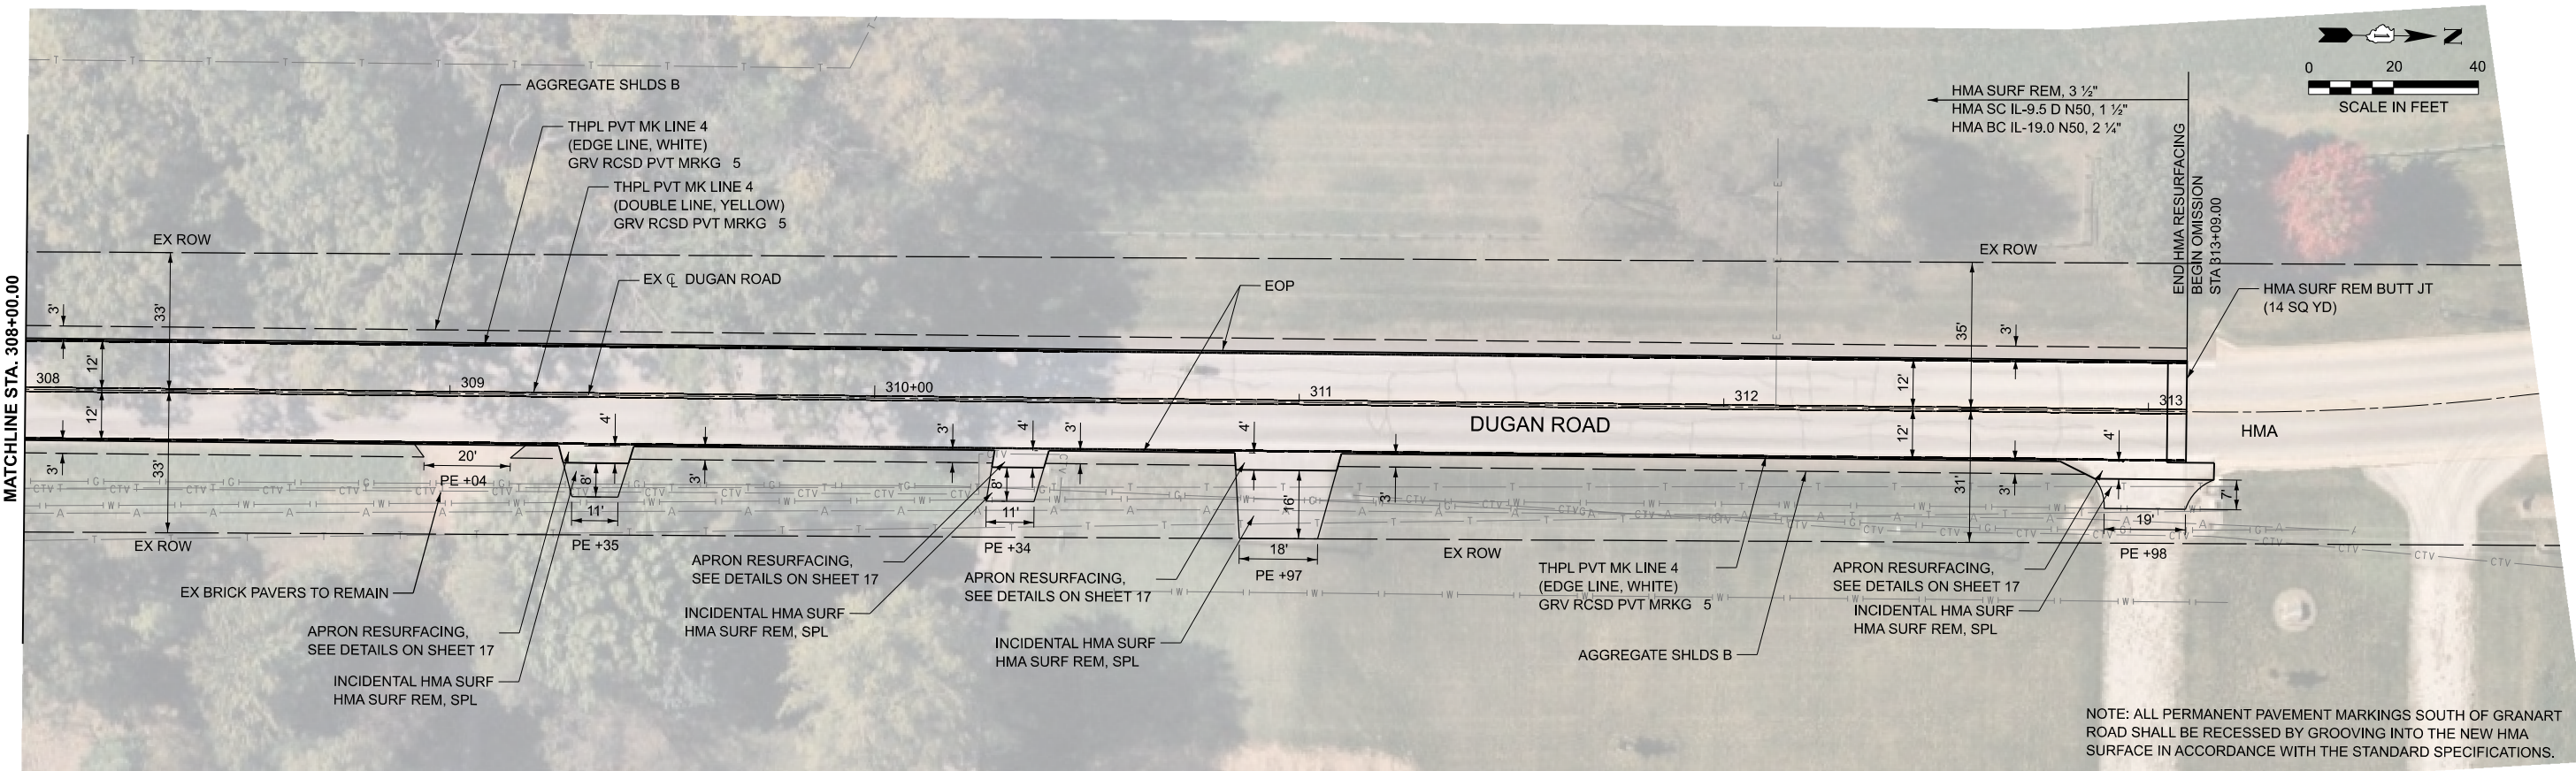 0 20 40
SCALE IN FEET
N
HMA SURF REM, 3 ½"
HMA SC IL-9.5 D N50, 1 ½"
HMA BC IL-19.0 N50, 2 ¼"
END HMA RESURFACING
BEGIN OMISSION
STA 313+09.00
AGGREGATE SHLDS B
THPL PVT MK LINE 4
(EDGE LINE, WHITE)
GRV RCSD PVT MRKG 5
THPL PVT MK LINE 4
(DOUBLE LINE, YELLOW)
GRV RCSD PVT MRKG 5
EX ROW
EX ROW
EX ℄ DUGAN ROAD
EOP
HMA SURF REM BUTT JT
(14 SQ YD)
MATCHLINE STA. 308+00.00
3'
33'
12'
12'
3'
33'
35'
3'
12'
12'
31'
3'
308
309
310+00
311
312
313
DUGAN ROAD
HMA
4'
3'
4'
3'
4'
4'
20'
PE +04
8'
3'
11'
PE +35
8'
11'
PE +34
16'
18'
PE +97
3'
7'
19'
PE +98
EX ROW
EX ROW
EX BRICK PAVERS TO REMAIN
APRON RESURFACING,
SEE DETAILS ON SHEET 17
INCIDENTAL HMA SURF
HMA SURF REM, SPL
APRON RESURFACING,
SEE DETAILS ON SHEET 17
INCIDENTAL HMA SURF
HMA SURF REM, SPL
APRON RESURFACING,
SEE DETAILS ON SHEET 17
INCIDENTAL HMA SURF
HMA SURF REM, SPL
THPL PVT MK LINE 4
(EDGE LINE, WHITE)
GRV RCSD PVT MRKG 5
AGGREGATE SHLDS B
APRON RESURFACING,
SEE DETAILS ON SHEET 17
INCIDENTAL HMA SURF
HMA SURF REM, SPL
NOTE: ALL PERMANENT PAVEMENT MARKINGS SOUTH OF GRANART
ROAD SHALL BE RECESSED BY GROOVING INTO THE NEW HMA
SURFACE IN ACCORDANCE WITH THE STANDARD SPECIFICATIONS.